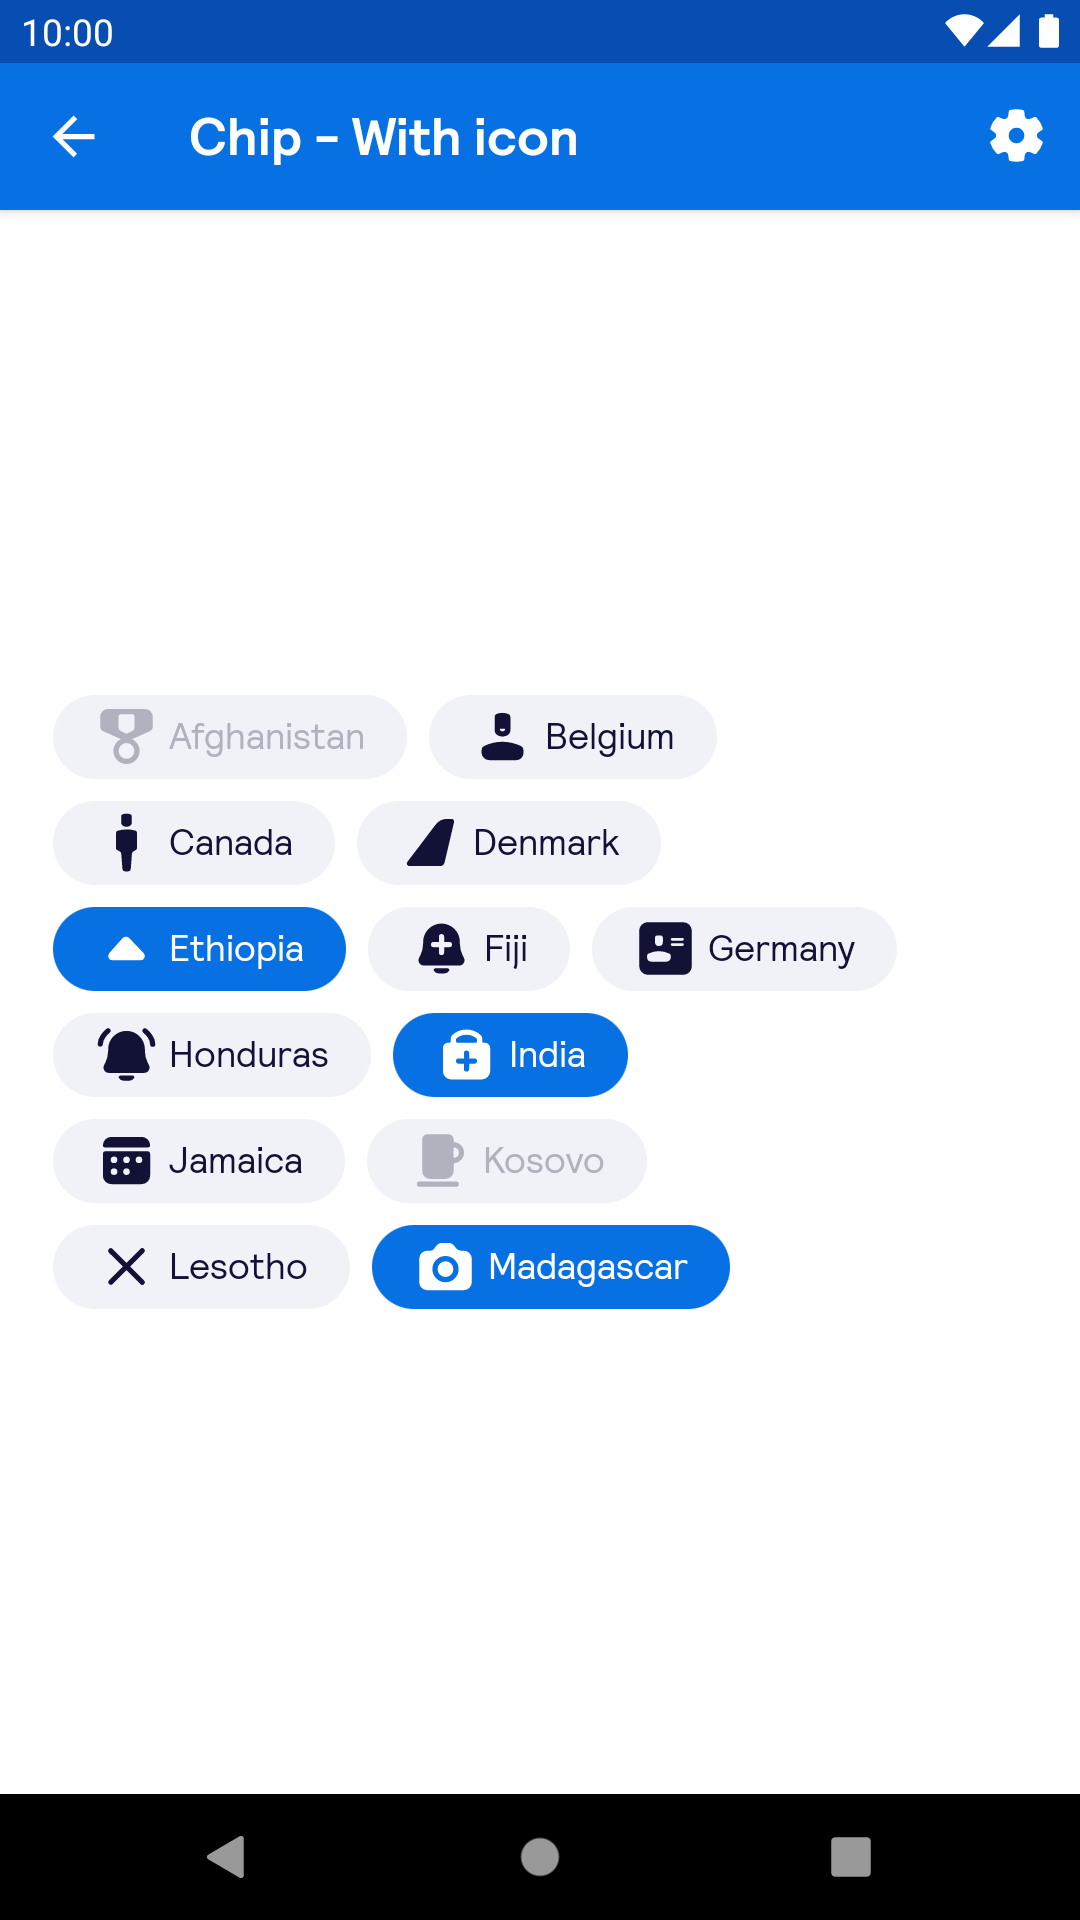 10:00
Chip - With icon
Afghanistan Belgium
Canada Denmark
Ethiopia Fiji Germany
Honduras India
Jamaica Kosovo
Lesotho Madagascar